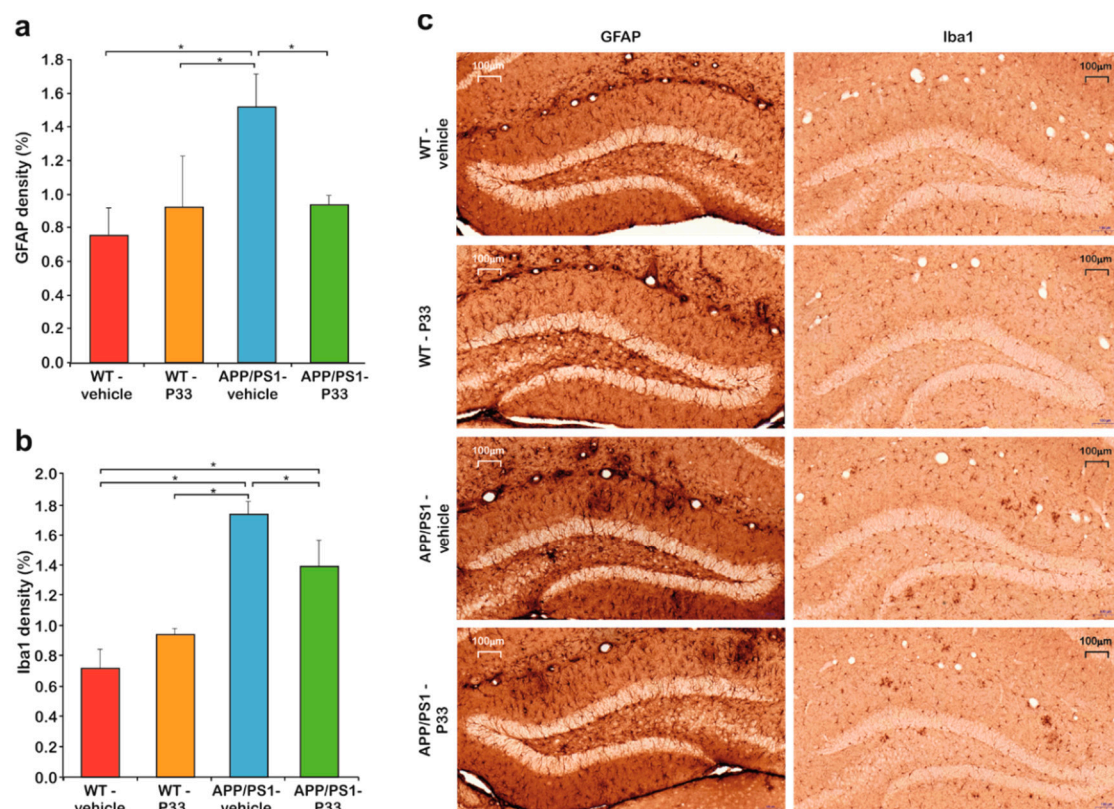 a
*
*
*
1.8
1.6
1.4
1.2
1.0
0.8
0.6
0.4
0.2
0.0
GFAP density (%)
WT -
vehicle
WT -
P33
APP/PS1-
vehicle
APP/PS1-
P33
b
*
*
*
*
2.0
1.8
1.6
1.4
1.2
1.0
0.8
0.6
0.4
0.2
0.0
Iba1 density (%)
WT -
vehicle
WT -
P33
APP/PS1-
vehicle
APP/PS1-
P33
c
GFAP
Iba1
WT -
vehicle
100μm
100μm
WT - P33
100μm
100μm
APP/PS1 -
vehicle
100μm
100μm
APP/PS1 -
P33
100μm
100μm